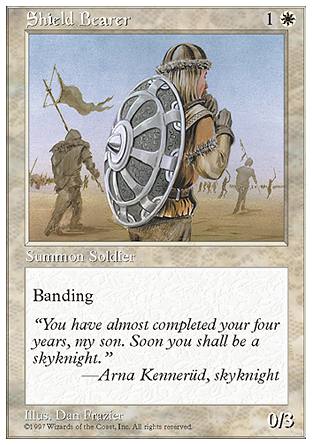 Shield Bearer 1
Summon Soldier
Banding
“You have almost completed your four
years, my son. Soon you shall be a
skyknight.”
—Arna Kennerüd, skyknight
Illus. Dan Frazier
©1997 Wizards of the Coast, Inc. All rights reserved.
0/3